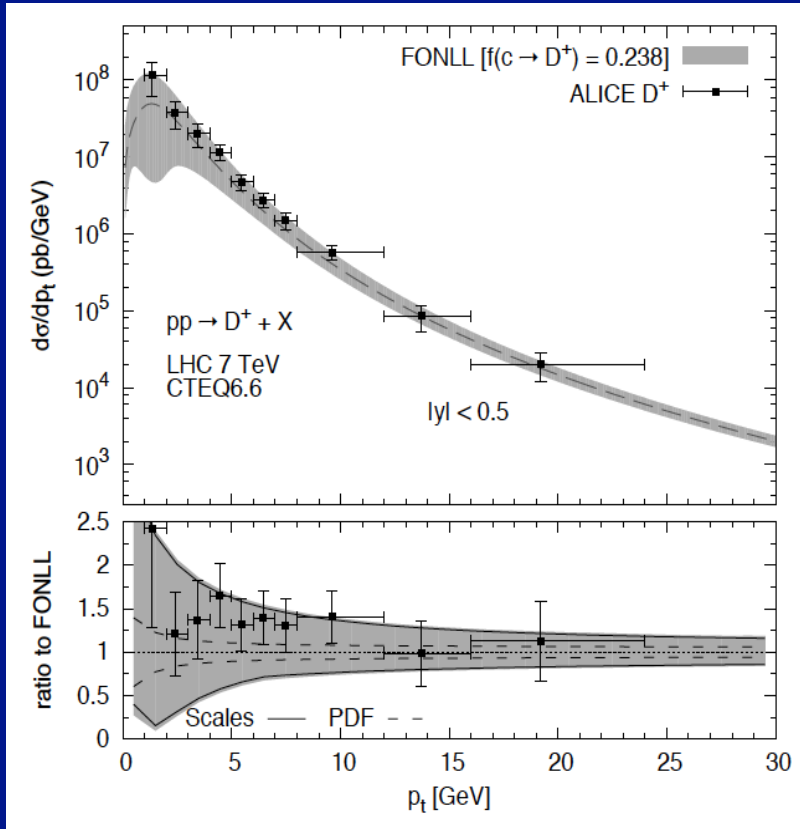 FONLL [f(c → D⁺) = 0.238]
ALICE D⁺
10⁸
10⁷
10⁶
10⁵
10⁴
10³
dσ/dpₜ (pb/GeV)
pp → D⁺ + X
LHC 7 TeV
CTEQ6.6
|y| < 0.5
2.5
2
1.5
1
0.5
0
ratio to FONLL
Scales
PDF
0 5 10 15 20 25 30
pₜ [GeV]